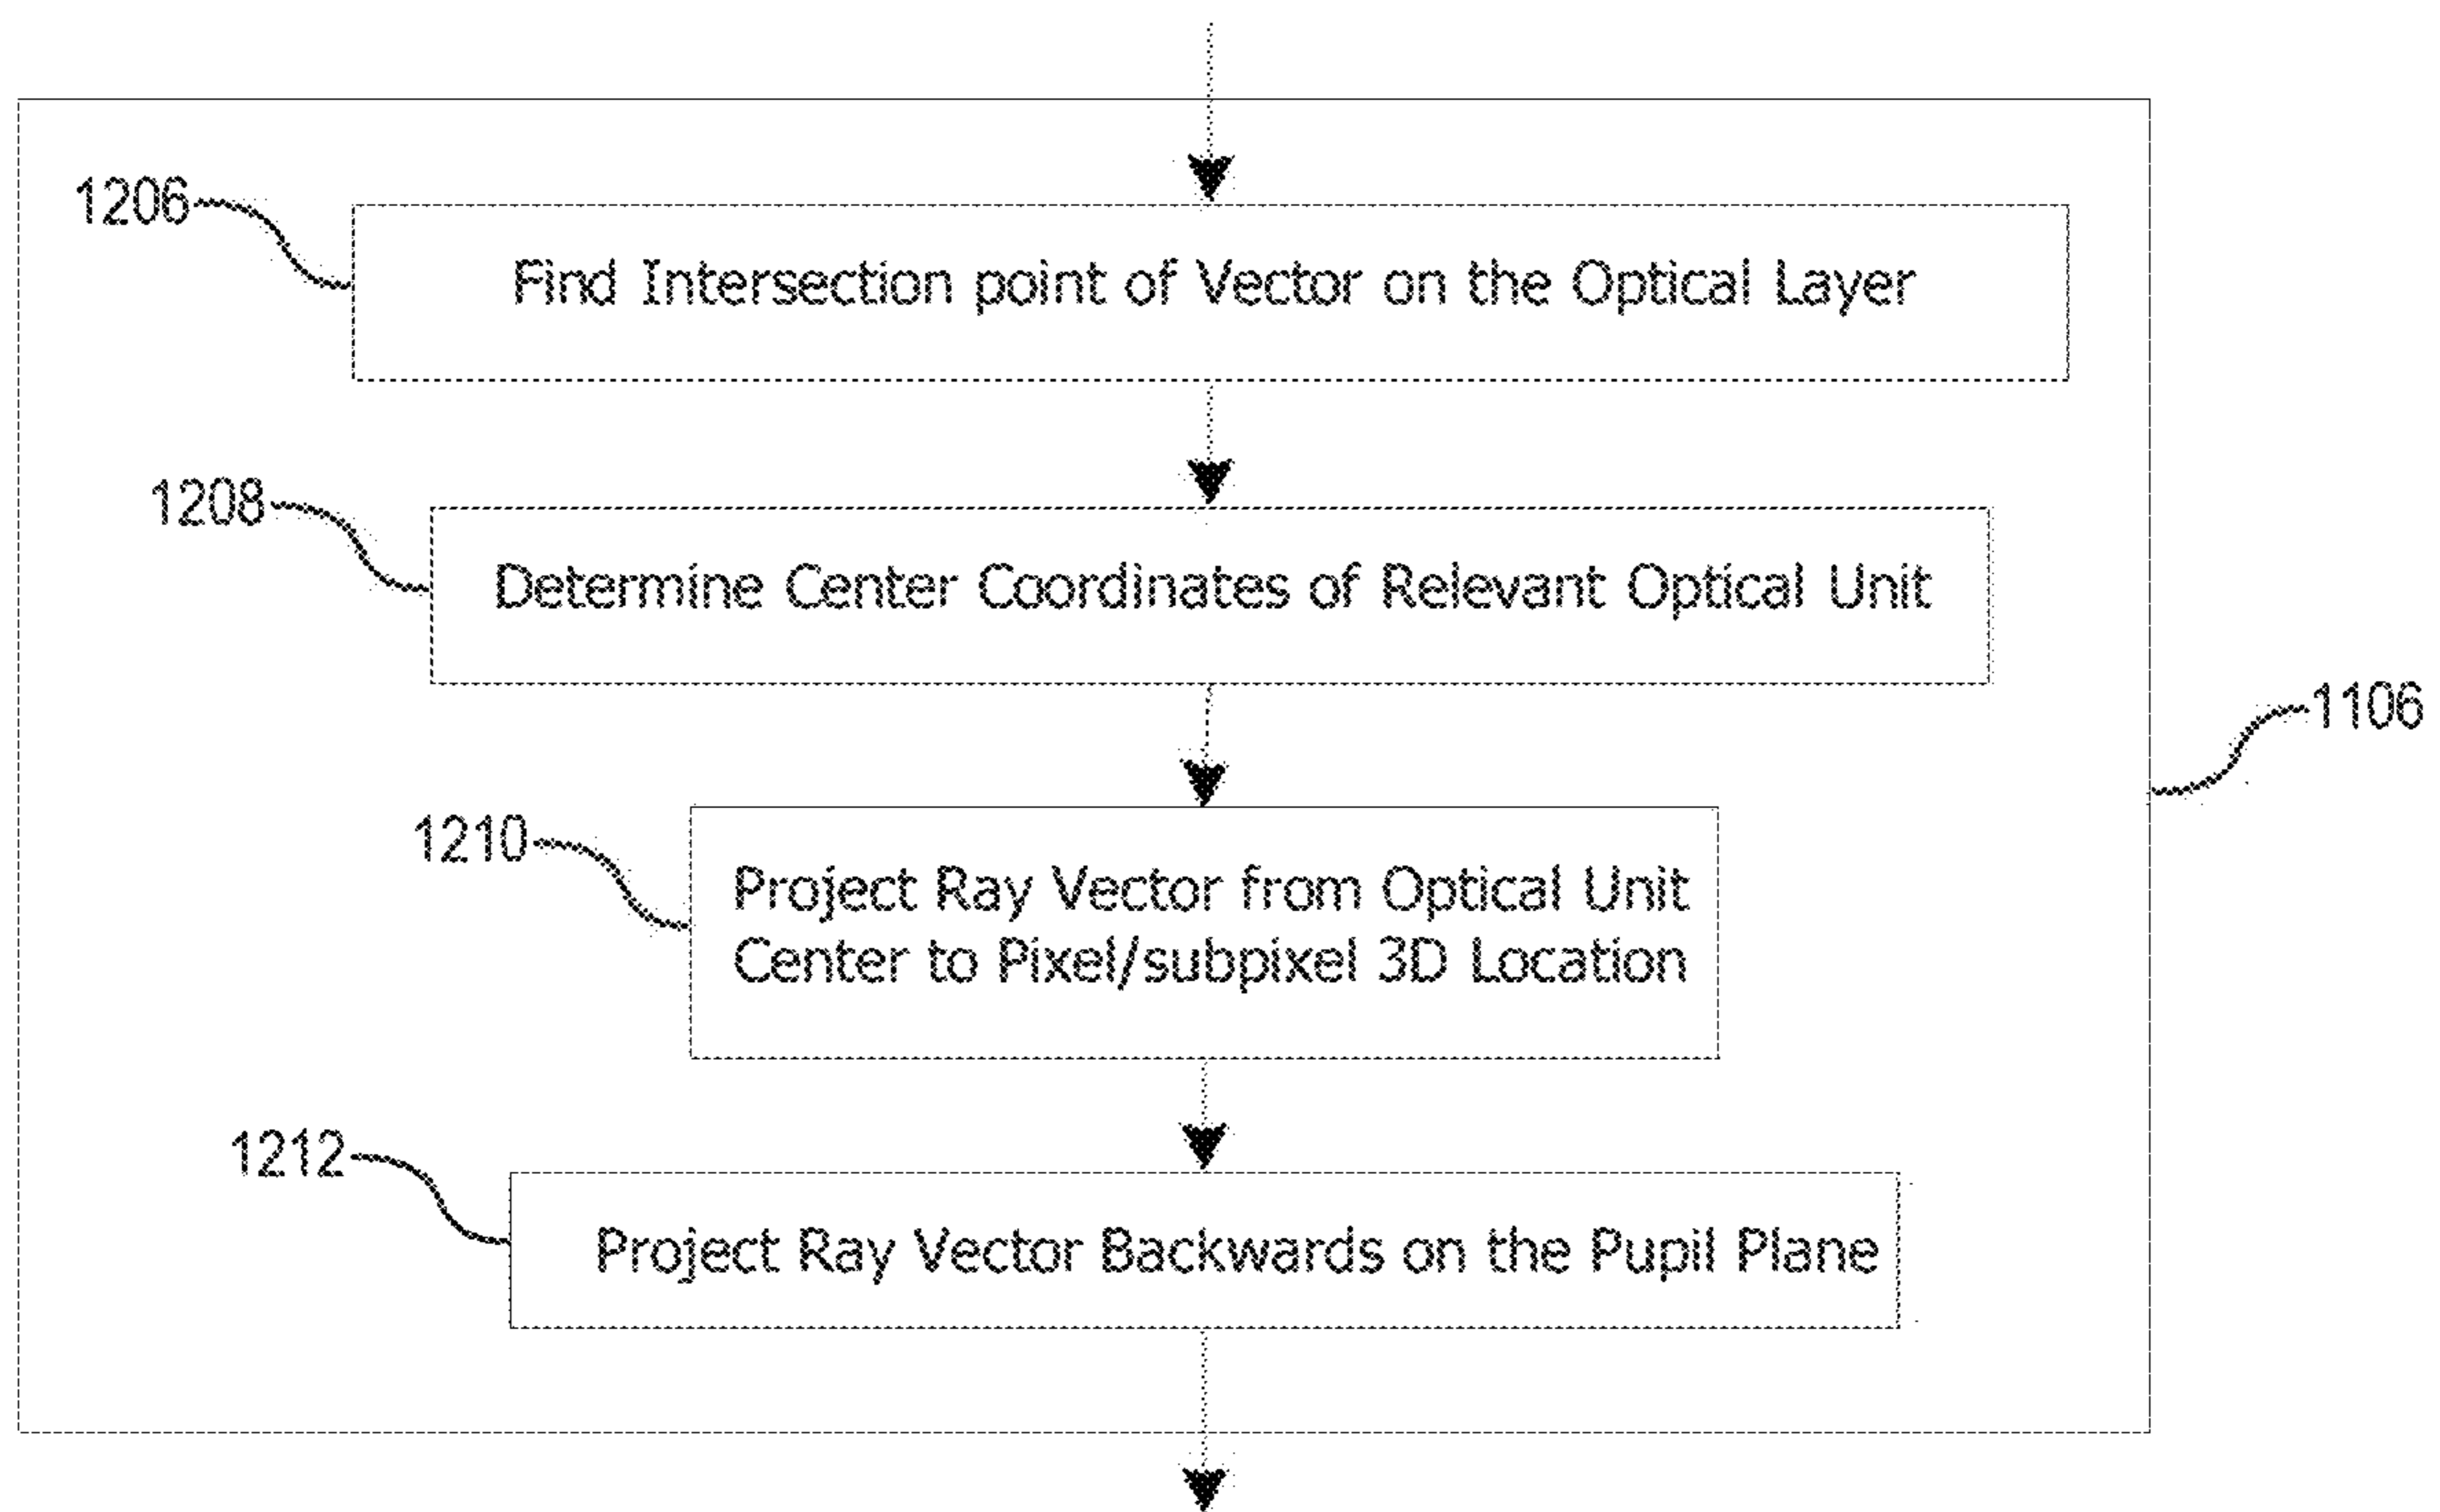 1206
Find Intersection point of Vector on the Optical Layer
1208
Determine Center Coordinates of Relevant Optical Unit
1106
1210
Project Ray Vector from Optical Unit
Center to Pixel/subpixel 3D Location
1212
Project Ray Vector Backwards on the Pupil Plane